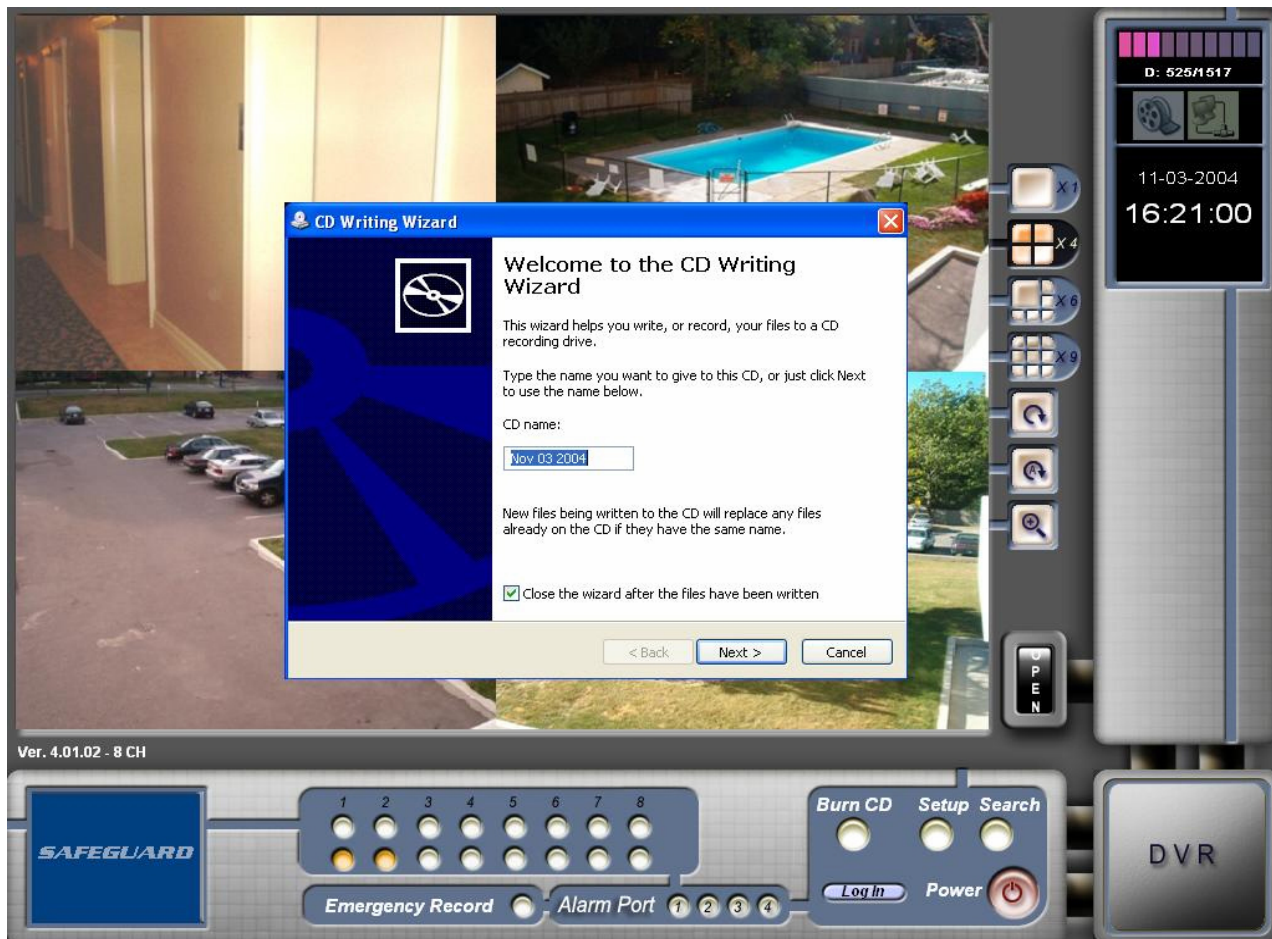 D: 525/1517
11-03-2004
16:21:00
X 1
X 4
X 6
X 9
A
CD Writing Wizard
Welcome to the CD Writing
Wizard
This wizard helps you write, or record, your files to a CD
recording drive.
Type the name you want to give to this CD, or just click Next
to use the name below.
CD name:
Nov 03 2004
New files being written to the CD will replace any files
already on the CD if they have the same name.
Close the wizard after the files have been written
< Back
Next >
Cancel
OPEN
Ver. 4.01.02 - 8 CH
SAFEGUARD
1 2 3 4 5 6 7 8
Emergency Record
Alarm Port 1 2 3 4
Burn CD
Setup
Search
Log In
Power
DVR